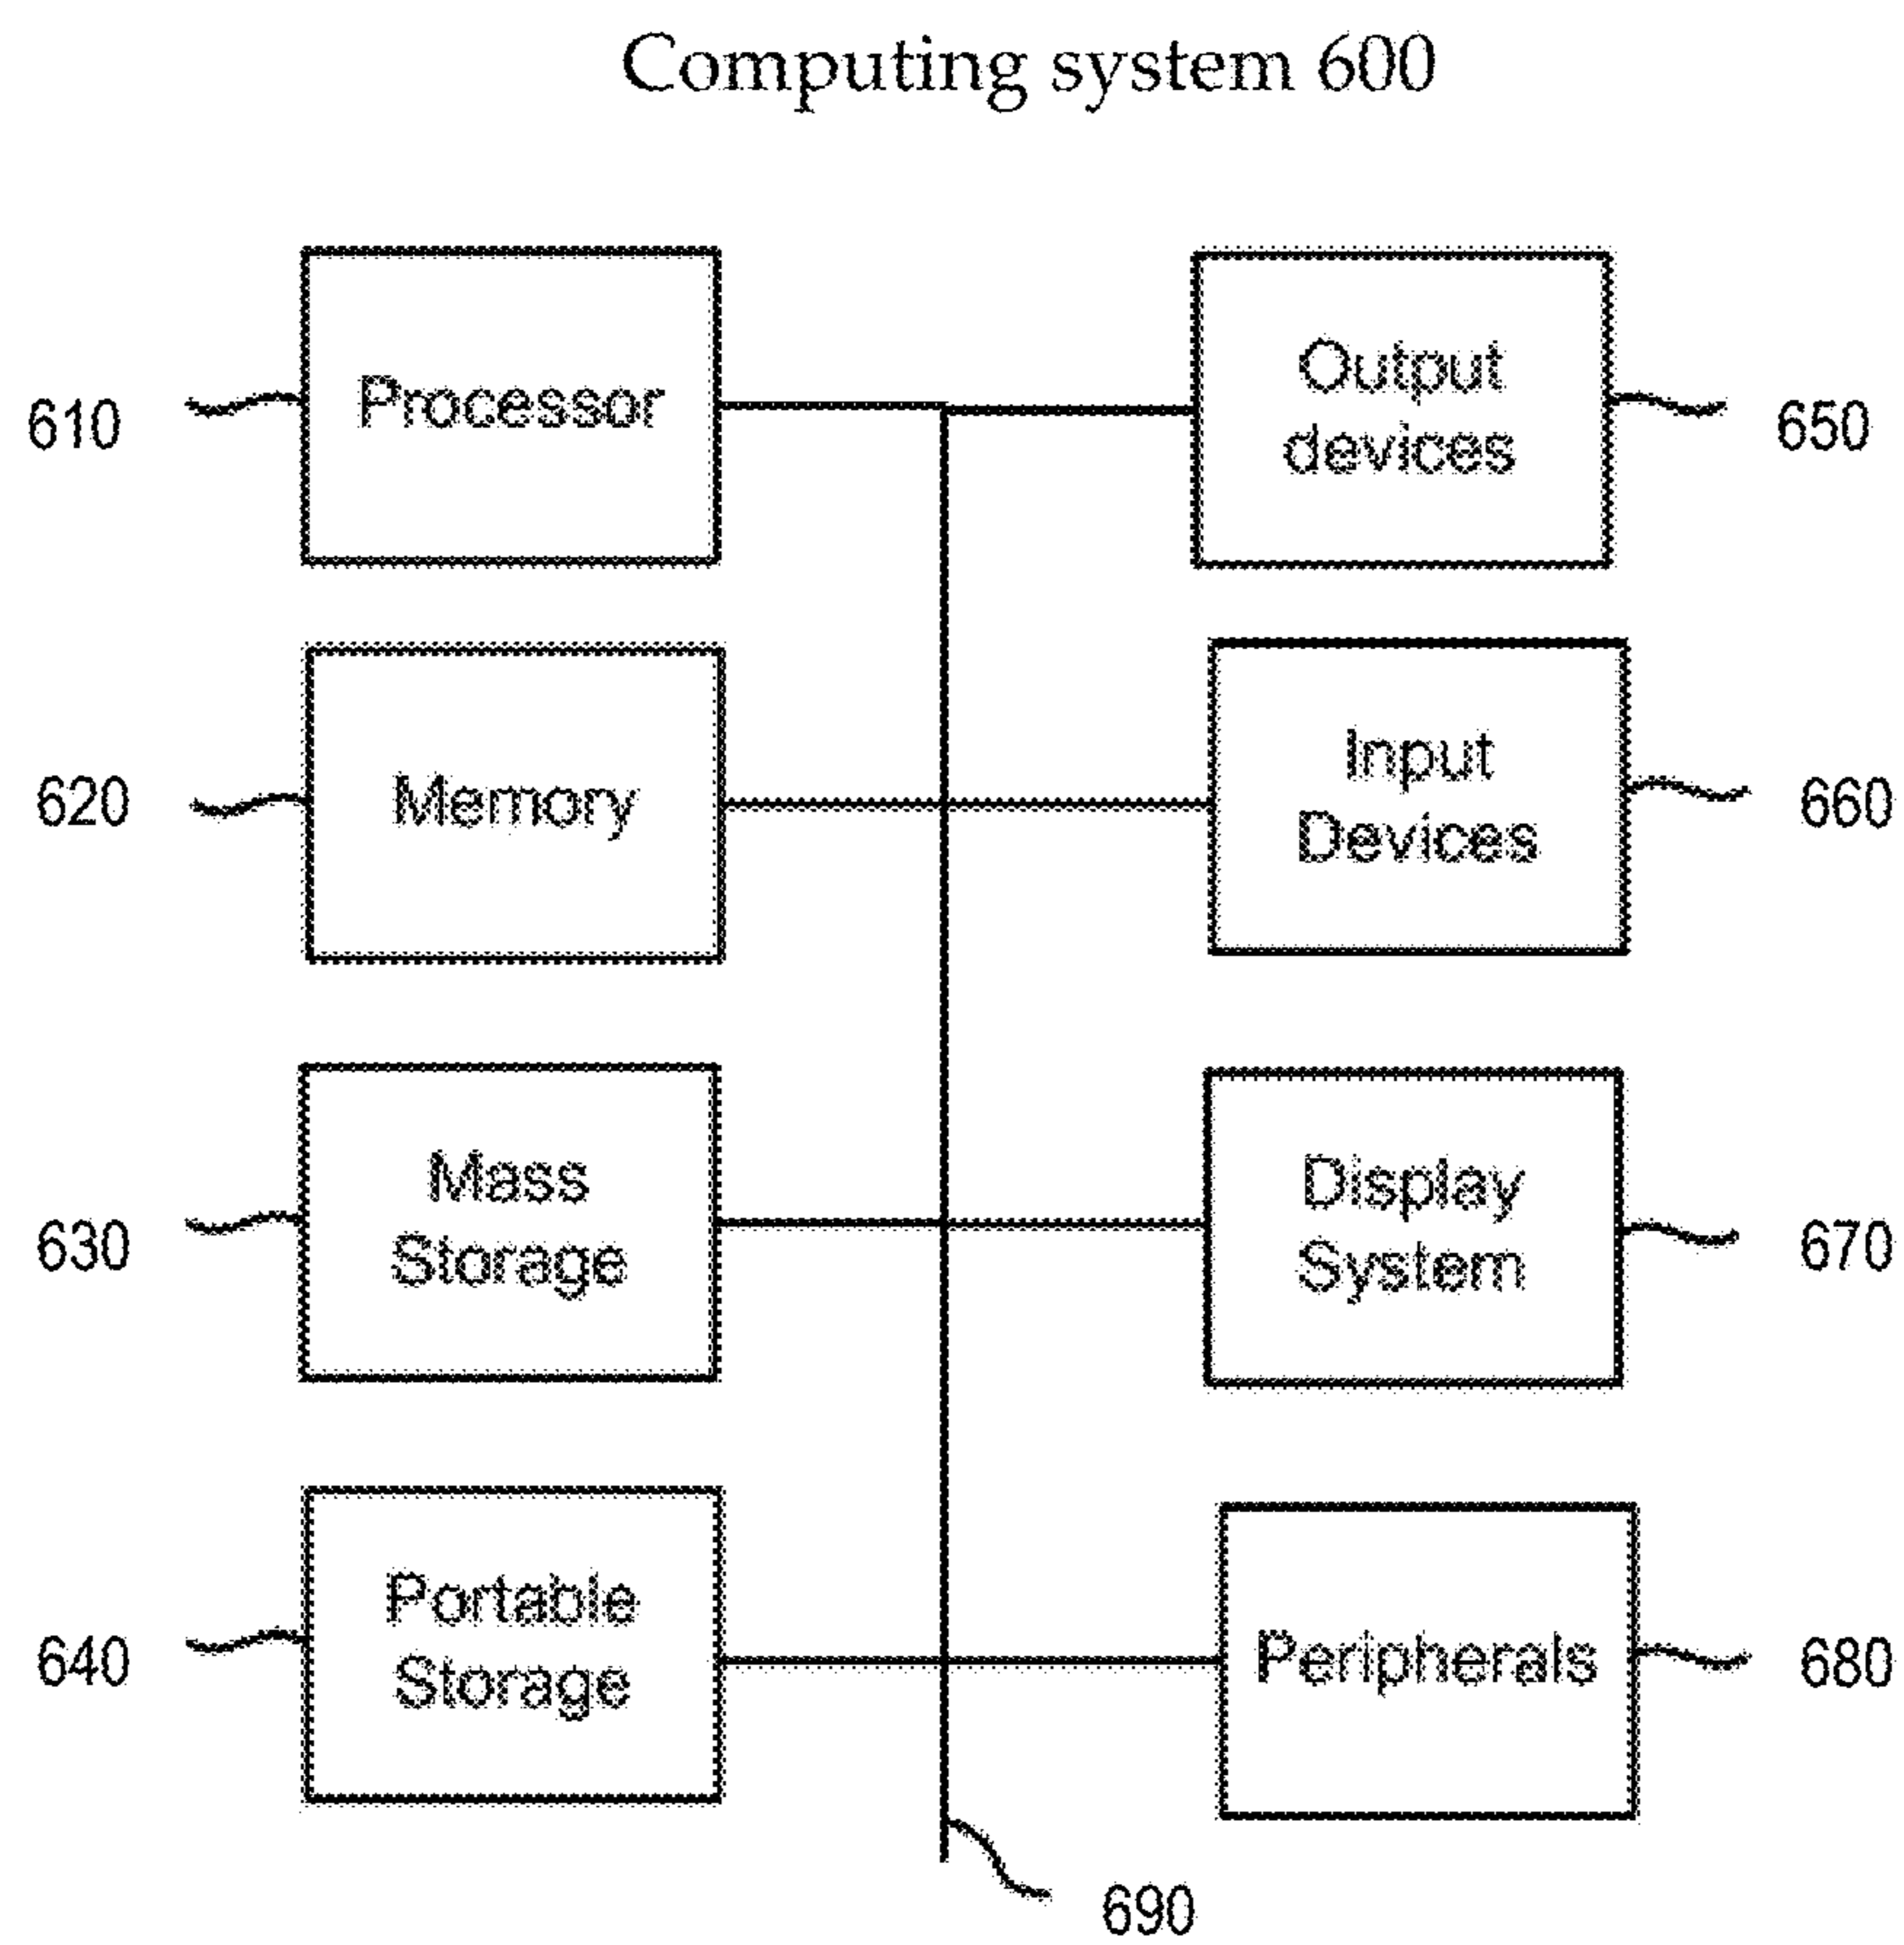 Computing system 600
610
Processor
Output
devices
650
620
Memory
Input
Devices
660
630
Mass
Storage
Display
System
670
640
Portable
Storage
Peripherals
680
690